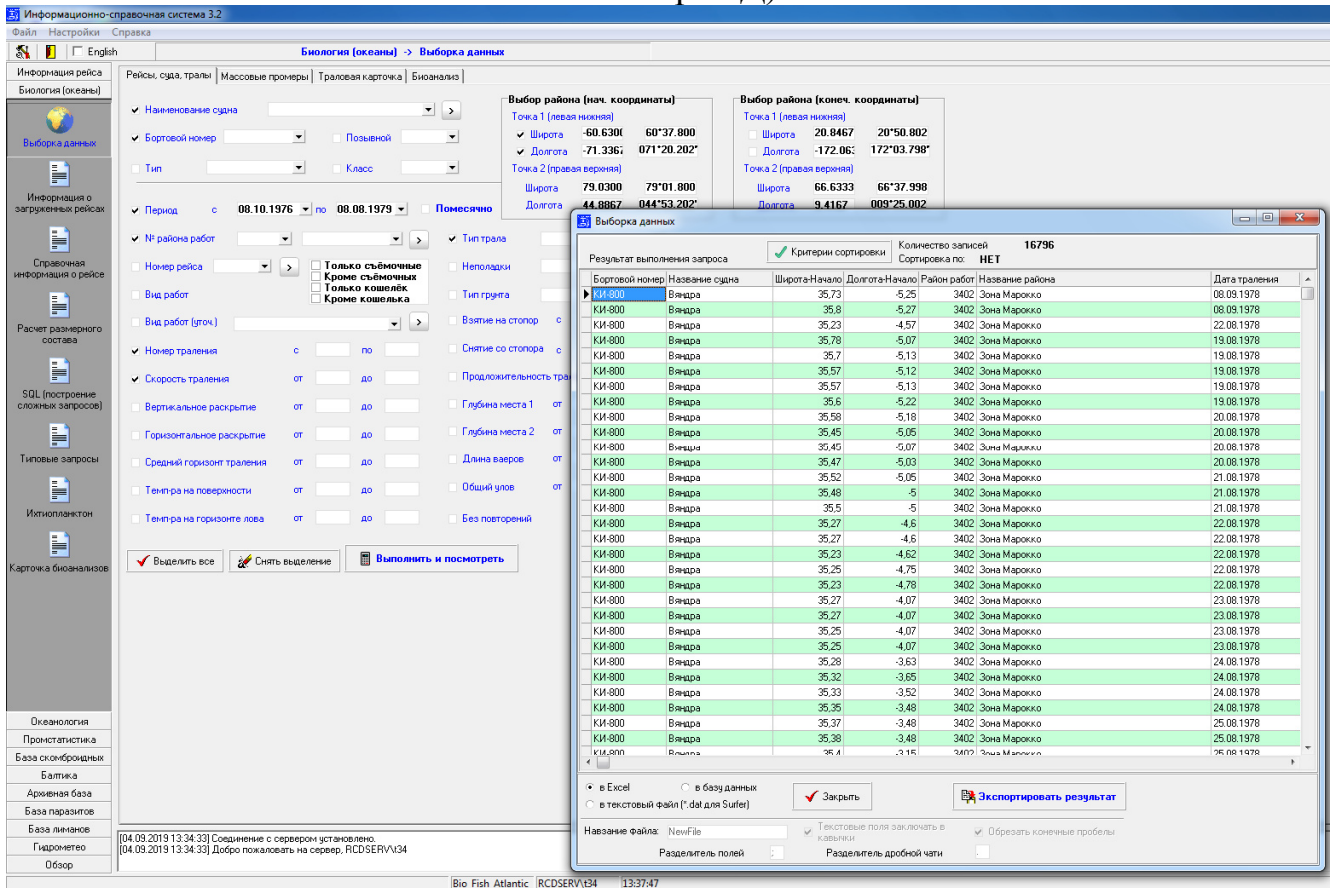 Информационно-справочная система 3.2
Файл Настройки Справка
English
Биология (океаны) -> Выборка данных
Информация рейса
Биология (океаны)
Выборка данных
Информация о
загруженных рейсах
Справочная
информация о рейсе
Расчет размерного
состава
SQL (построение
сложных запросов)
Типовые запросы
Ихтиопланктон
Карточка биоанализов
Океанология
Промстатистика
База скомброидных
Балтика
Архивная база
База паразитов
База лиманов
Гидрометео
Обзор
Рейсы, суда, тралы Массовые промеры Траловая карточка Биоанализ
Наименование судна >
Бортовой номер Позывной
Тип Класс
Выбор района (нач. координаты)
Точка 1 (левая нижняя)
Широта -60.630( 60°37.800
Долгота -71.336 071°20.202"
Точка 2 (правая верхняя)
Широта 79.0300 79°01.800
Долгота 44.8867 044°53.202'
Выбор района (конеч. координаты)
Точка 1 (левая нижняя)
Широта 20.8467 20°50.802
Долгота -172.06 172°03.798"
Точка 2 (правая верхняя)
Широта 66.6333 66°37.998
Долгота 9.4167 009°25.002
Период с 08.10.1976 по 08.08.1979 Помесячно
№ района работ > Тип трала
Номер рейса > Только съёмочные Неполадки
Кроме съёмочных
Только кошелёк
Вид работ Кроме кошелька Тип грунта
Вид работ (уточ.) > Взятие на стопор с
Номер траления с по Снятие со стопора с
Скорость траления от до Продолжительность тра
Вертикальное раскрытие от до Глубина места 1 от
Горизонтальное раскрытие от до Глубина места 2 от
Средний горизонт траления от до Длина ваеров от
Темп-ра на поверхности от до Общий улов от
Темп-ра на горизонте лова от до Без повторений
Выделить все Снять выделение Выполнить и посмотреть
Выборка данных
Результат выполнения запроса Критерии сортировки
Количество записей 16796
Сортировка по: НЕТ
Бортовой номер Название судна Широта-Начало Долгота-Начало Район работ Название района Дата траления
КИ-800 Вяндра 35,73 -5,25 3402 Зона Марокко 08.09.1978
КИ-800 Вяндра 35,8 -5,27 3402 Зона Марокко 08.09.1978
КИ-800 Вяндра 35,23 -4,57 3402 Зона Марокко 22.08.1978
КИ-800 Вяндра 35,78 -5,07 3402 Зона Марокко 19.08.1978
КИ-800 Вяндра 35,7 -5,13 3402 Зона Марокко 19.08.1978
КИ-800 Вяндра 35,57 -5,12 3402 Зона Марокко 19.08.1978
КИ-800 Вяндра 35,57 -5,13 3402 Зона Марокко 19.08.1978
КИ-800 Вяндра 35,6 -5,22 3402 Зона Марокко 19.08.1978
КИ-800 Вяндра 35,58 -5,18 3402 Зона Марокко 20.08.1978
КИ-800 Вяндра 35,45 -5,05 3402 Зона Марокко 20.08.1978
КИ-800 Вяндра 35,45 -5,07 3402 Зона Марокко 20.08.1978
КИ-800 Вяндра 35,47 -5,03 3402 Зона Марокко 20.08.1978
КИ-800 Вяндра 35,52 -5,05 3402 Зона Марокко 21.08.1978
КИ-800 Вяндра 35,48 -5 3402 Зона Марокко 21.08.1978
КИ-800 Вяндра 35,5 -5 3402 Зона Марокко 21.08.1978
КИ-800 Вяндра 35,27 -4,6 3402 Зона Марокко 22.08.1978
КИ-800 Вяндра 35,27 -4,6 3402 Зона Марокко 22.08.1978
КИ-800 Вяндра 35,23 -4,62 3402 Зона Марокко 22.08.1978
КИ-800 Вяндра 35,25 -4,75 3402 Зона Марокко 22.08.1978
КИ-800 Вяндра 35,23 -4,78 3402 Зона Марокко 22.08.1978
КИ-800 Вяндра 35,27 -4,07 3402 Зона Марокко 23.08.1978
КИ-800 Вяндра 35,27 -4,07 3402 Зона Марокко 23.08.1978
КИ-800 Вяндра 35,25 -4,07 3402 Зона Марокко 23.08.1978
КИ-800 Вяндра 35,25 -4,07 3402 Зона Марокко 23.08.1978
КИ-800 Вяндра 35,28 -3,63 3402 Зона Марокко 24.08.1978
КИ-800 Вяндра 35,32 -3,65 3402 Зона Марокко 24.08.1978
КИ-800 Вяндра 35,33 -3,52 3402 Зона Марокко 24.08.1978
КИ-800 Вяндра 35,35 -3,48 3402 Зона Марокко 24.08.1978
КИ-800 Вяндра 35,37 -3,48 3402 Зона Марокко 25.08.1978
КИ-800 Вяндра 35,38 -3,48 3402 Зона Марокко 25.08.1978
КИ-800 Вяндра 35,4 -3,15 3402 Зона Марокко 25.08.1978
в Excel в базу данных
в текстовый файл (*.dat для Surfer)
Закрыть Экспортировать результат
Навзание файла: NewFile Текстовые поля заключать в кавычки Обрезать конечные пробелы
Разделитель полей ; Разделитель дробной чати
[04.09.2019 13:34:33] Соединение с сервером установлено.
[04.09.2019 13:34:33] Добро пожаловать на сервер, RCDSERV\t34
Bio Fish Atlantic RCDSERV\t34 13:37:47